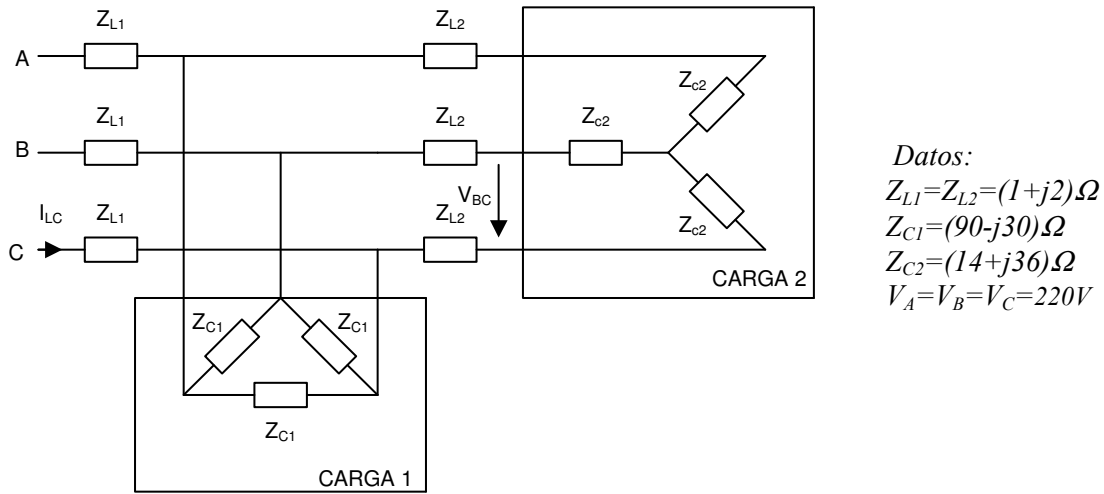 Z_L1 Z_L2
A
Z_c2
Z_L1 Z_L2 Z_c2
B
V_BC
I_LC Z_L1 Z_L2 Z_c2
C
CARGA 2
Z_C1 Z_C1
Z_C1
CARGA 1
Datos:
Z_L1=Z_L2=(1+j2)Ω
Z_C1=(90-j30)Ω
Z_C2=(14+j36)Ω
V_A=V_B=V_C=220V